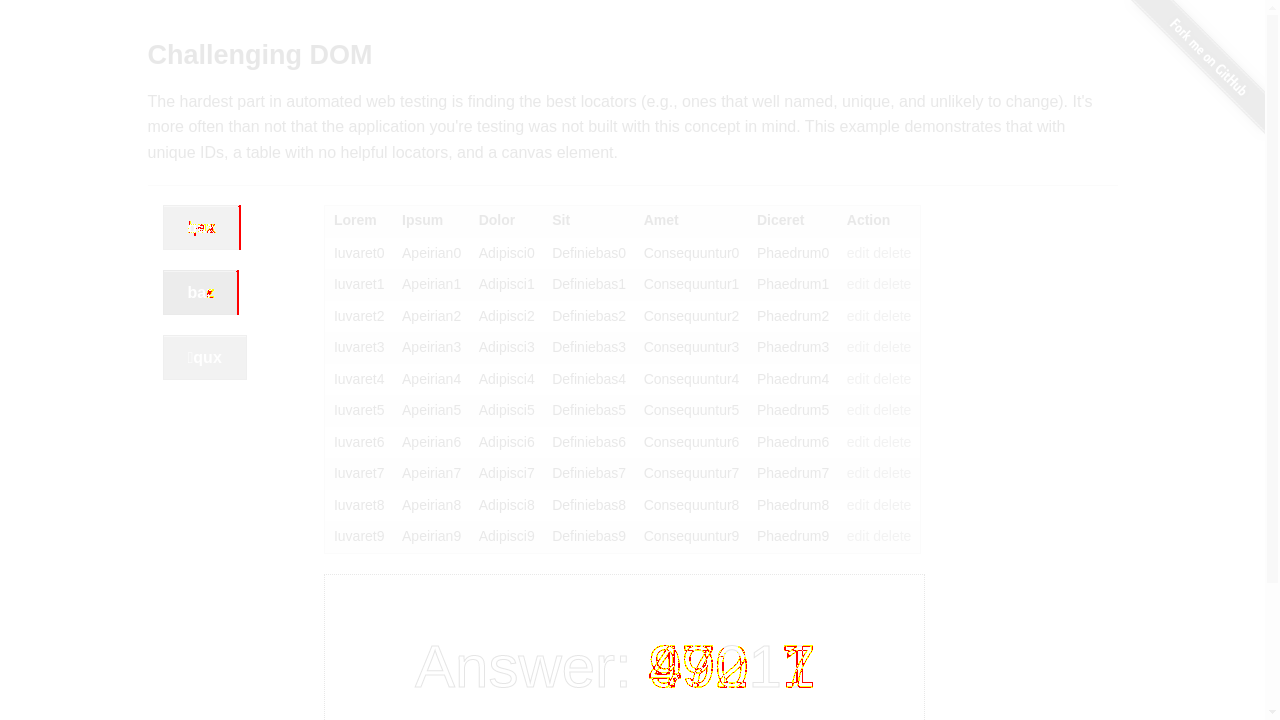 Fork me on GitHub
Challenging DOM
The hardest part in automated web testing is finding the best locators (e.g., ones that well named, unique, and unlikely to change). It's
more often than not that the application you're testing was not built with this concept in mind. This example demonstrates that with
unique IDs, a table with no helpful locators, and a canvas element.
qux
Lorem Ipsum Dolor Sit Amet Diceret Action
Iuvaret0 Apeirian0 Adipisci0 Definiebas0 Consequuntur0 Phaedrum0 edit delete
Iuvaret1 Apeirian1 Adipisci1 Definiebas1 Consequuntur1 Phaedrum1 edit delete
Iuvaret2 Apeirian2 Adipisci2 Definiebas2 Consequuntur2 Phaedrum2 edit delete
Iuvaret3 Apeirian3 Adipisci3 Definiebas3 Consequuntur3 Phaedrum3 edit delete
Iuvaret4 Apeirian4 Adipisci4 Definiebas4 Consequuntur4 Phaedrum4 edit delete
Iuvaret5 Apeirian5 Adipisci5 Definiebas5 Consequuntur5 Phaedrum5 edit delete
Iuvaret6 Apeirian6 Adipisci6 Definiebas6 Consequuntur6 Phaedrum6 edit delete
Iuvaret7 Apeirian7 Adipisci7 Definiebas7 Consequuntur7 Phaedrum7 edit delete
Iuvaret8 Apeirian8 Adipisci8 Definiebas8 Consequuntur8 Phaedrum8 edit delete
Iuvaret9 Apeirian9 Adipisci9 Definiebas9 Consequuntur9 Phaedrum9 edit delete
Answer: